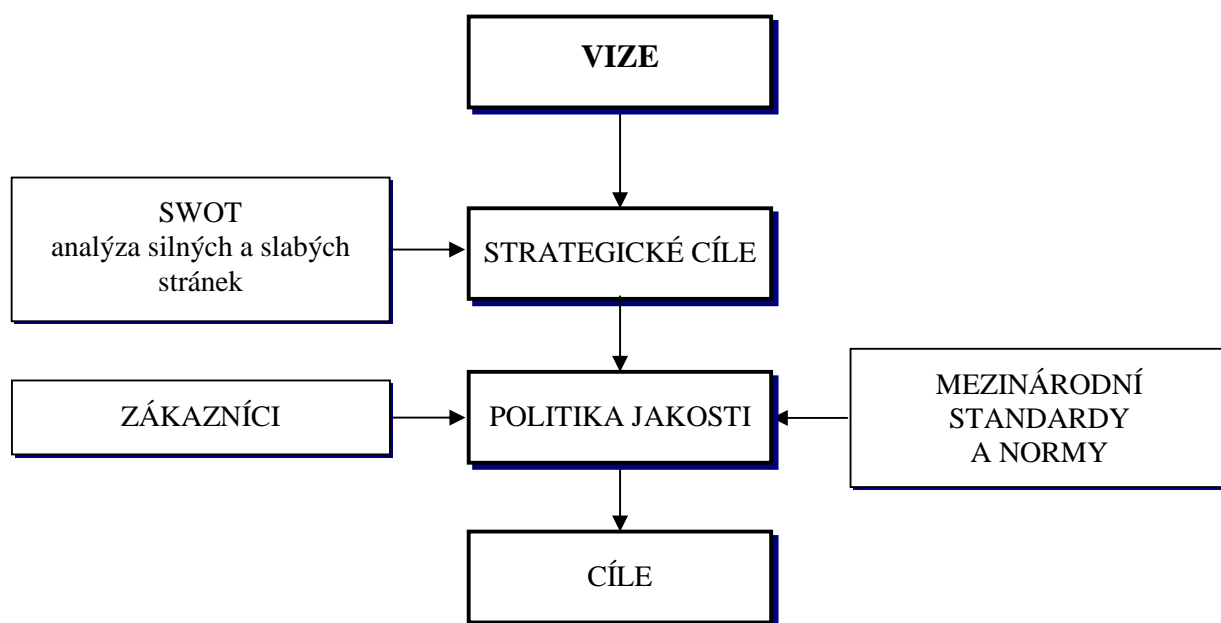 VIZE
SWOT
analýza silných a slabých
stránek
STRATEGICKÉ CÍLE
ZÁKAZNÍCI
POLITIKA JAKOSTI
MEZINÁRODNÍ
STANDARDY
A NORMY
CÍLE